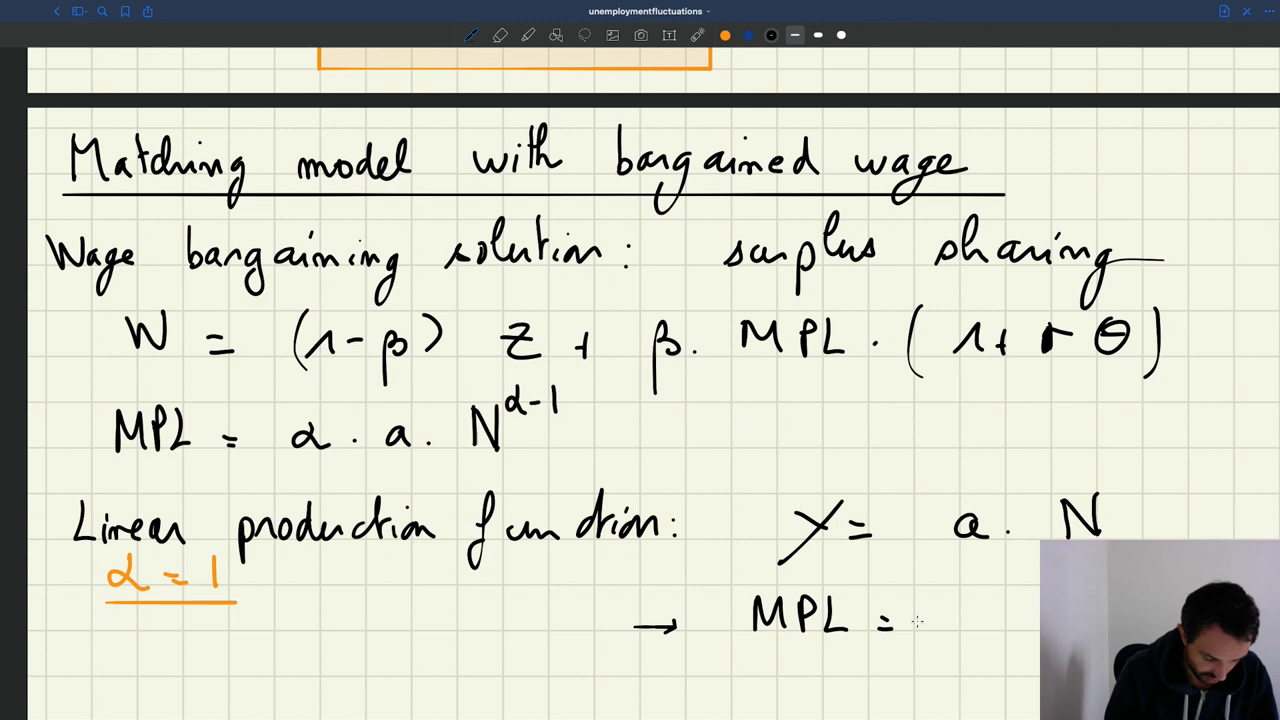 unemploymentfluctuations
Matching model with bargained wage
Wage bargaining solution: surplus sharing
W = (1-β) z + β. MPL · (1+ r θ)
MPL = α · a · N^α-1
Linear production function: Y = a · N
α = 1
→ MPL =